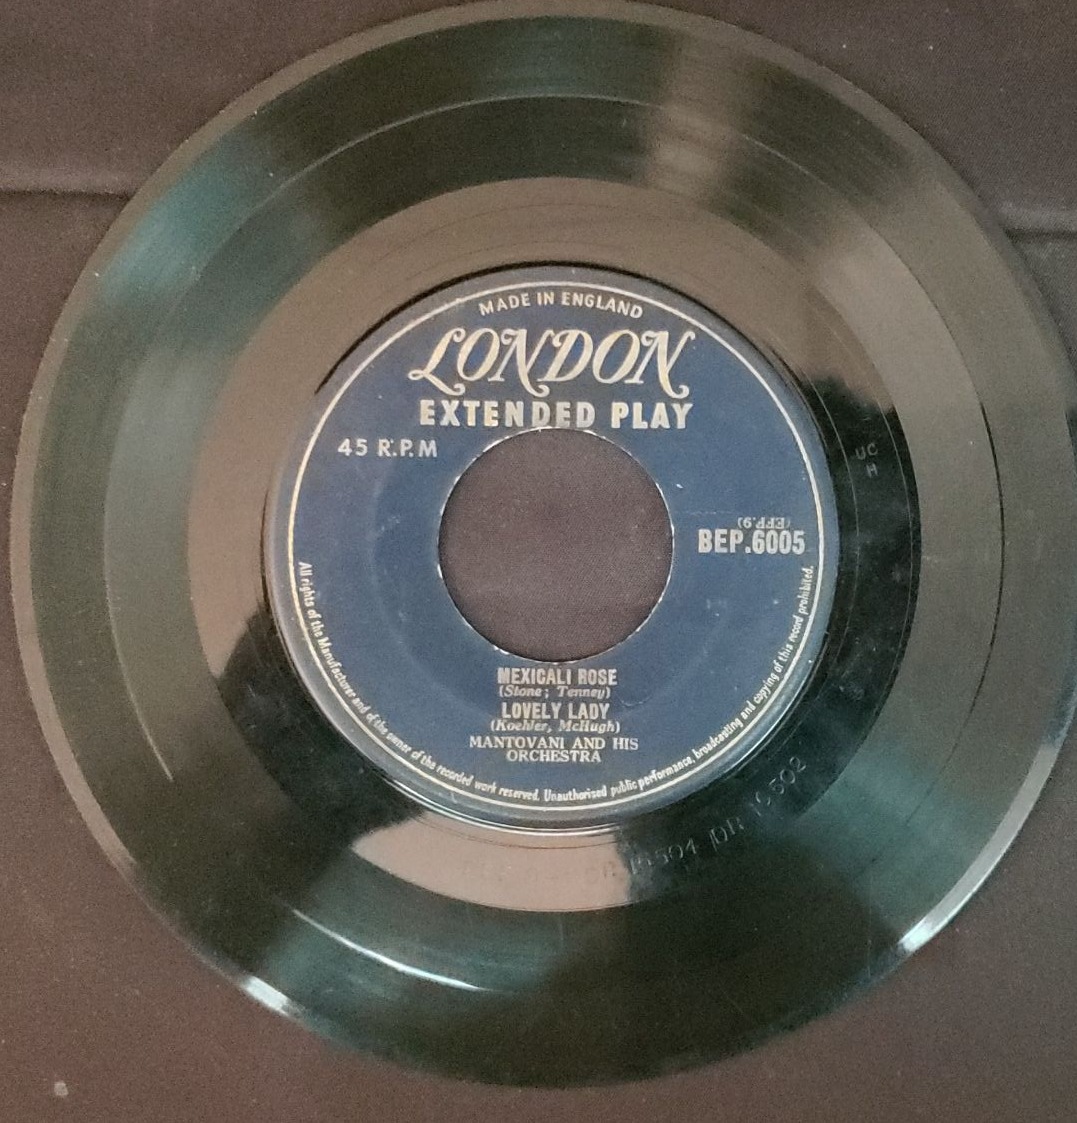 MADE IN ENGLAND
LONDON
EXTENDED PLAY
45 R.P.M
(EFF.9)
BEP.6005
MEXICALI ROSE
(Stone; Tenney)
LOVELY LADY
(Koehler, McHugh)
MANTOVANI AND HIS
ORCHESTRA
All rights of the Manufacturer and of the owner of the recorded work reserved. Unauthorised public performance, broadcasting and copying of this record prohibited.
UC
H
DR 16502